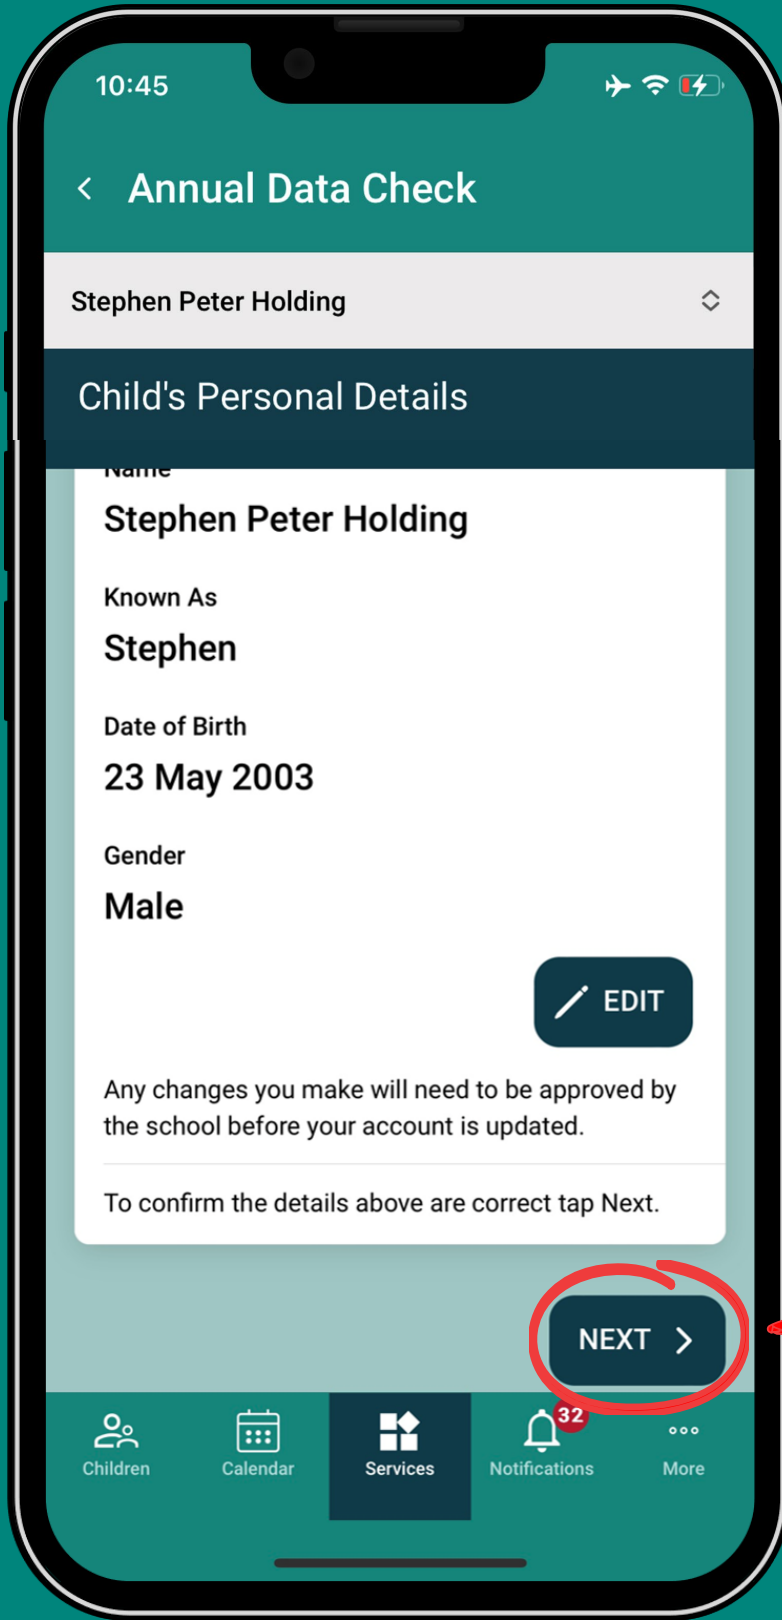 10:45
Annual Data Check
Stephen Peter Holding
Child's Personal Details
Name
Stephen Peter Holding
Known As
Stephen
Date of Birth
23 May 2003
Gender
Male
EDIT
Any changes you make will need to be approved by
the school before your account is updated.
To confirm the details above are correct tap Next.
NEXT
32
Children Calendar Services Notifications More